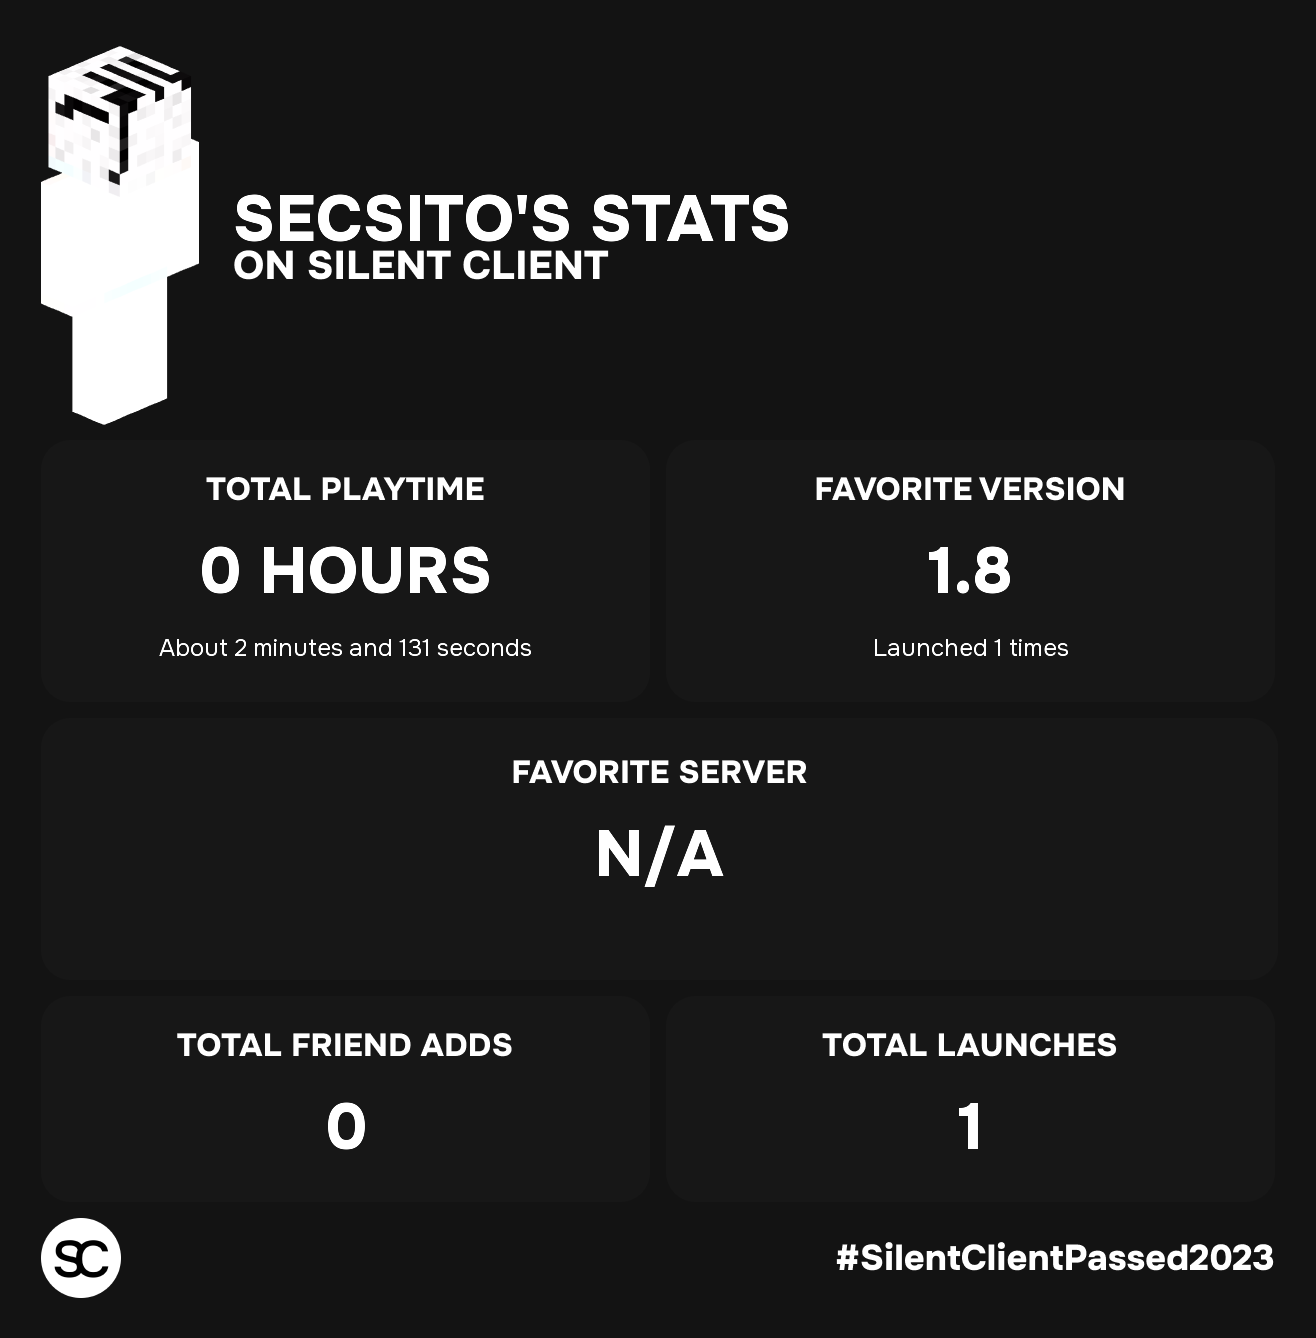 SECSITO'S STATS
ON SILENT CLIENT
TOTAL PLAYTIME
0 HOURS
About 2 minutes and 131 seconds
FAVORITE VERSION
1.8
Launched 1 times
FAVORITE SERVER
N/A
TOTAL FRIEND ADDS
0
TOTAL LAUNCHES
1
SC
#SilentClientPassed2023